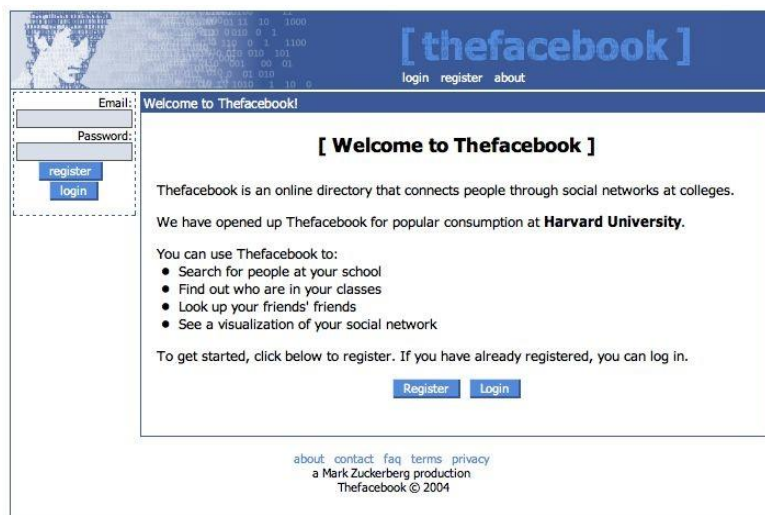 [ thefacebook ]
login register about
Email:
Password:
register
login
Welcome to Thefacebook!
[ Welcome to Thefacebook ]
Thefacebook is an online directory that connects people through social networks at colleges.
We have opened up Thefacebook for popular consumption at Harvard University.
You can use Thefacebook to:
• Search for people at your school
• Find out who are in your classes
• Look up your friends' friends
• See a visualization of your social network
To get started, click below to register. If you have already registered, you can log in.
Register Login
about contact faq terms privacy
a Mark Zuckerberg production
Thefacebook © 2004